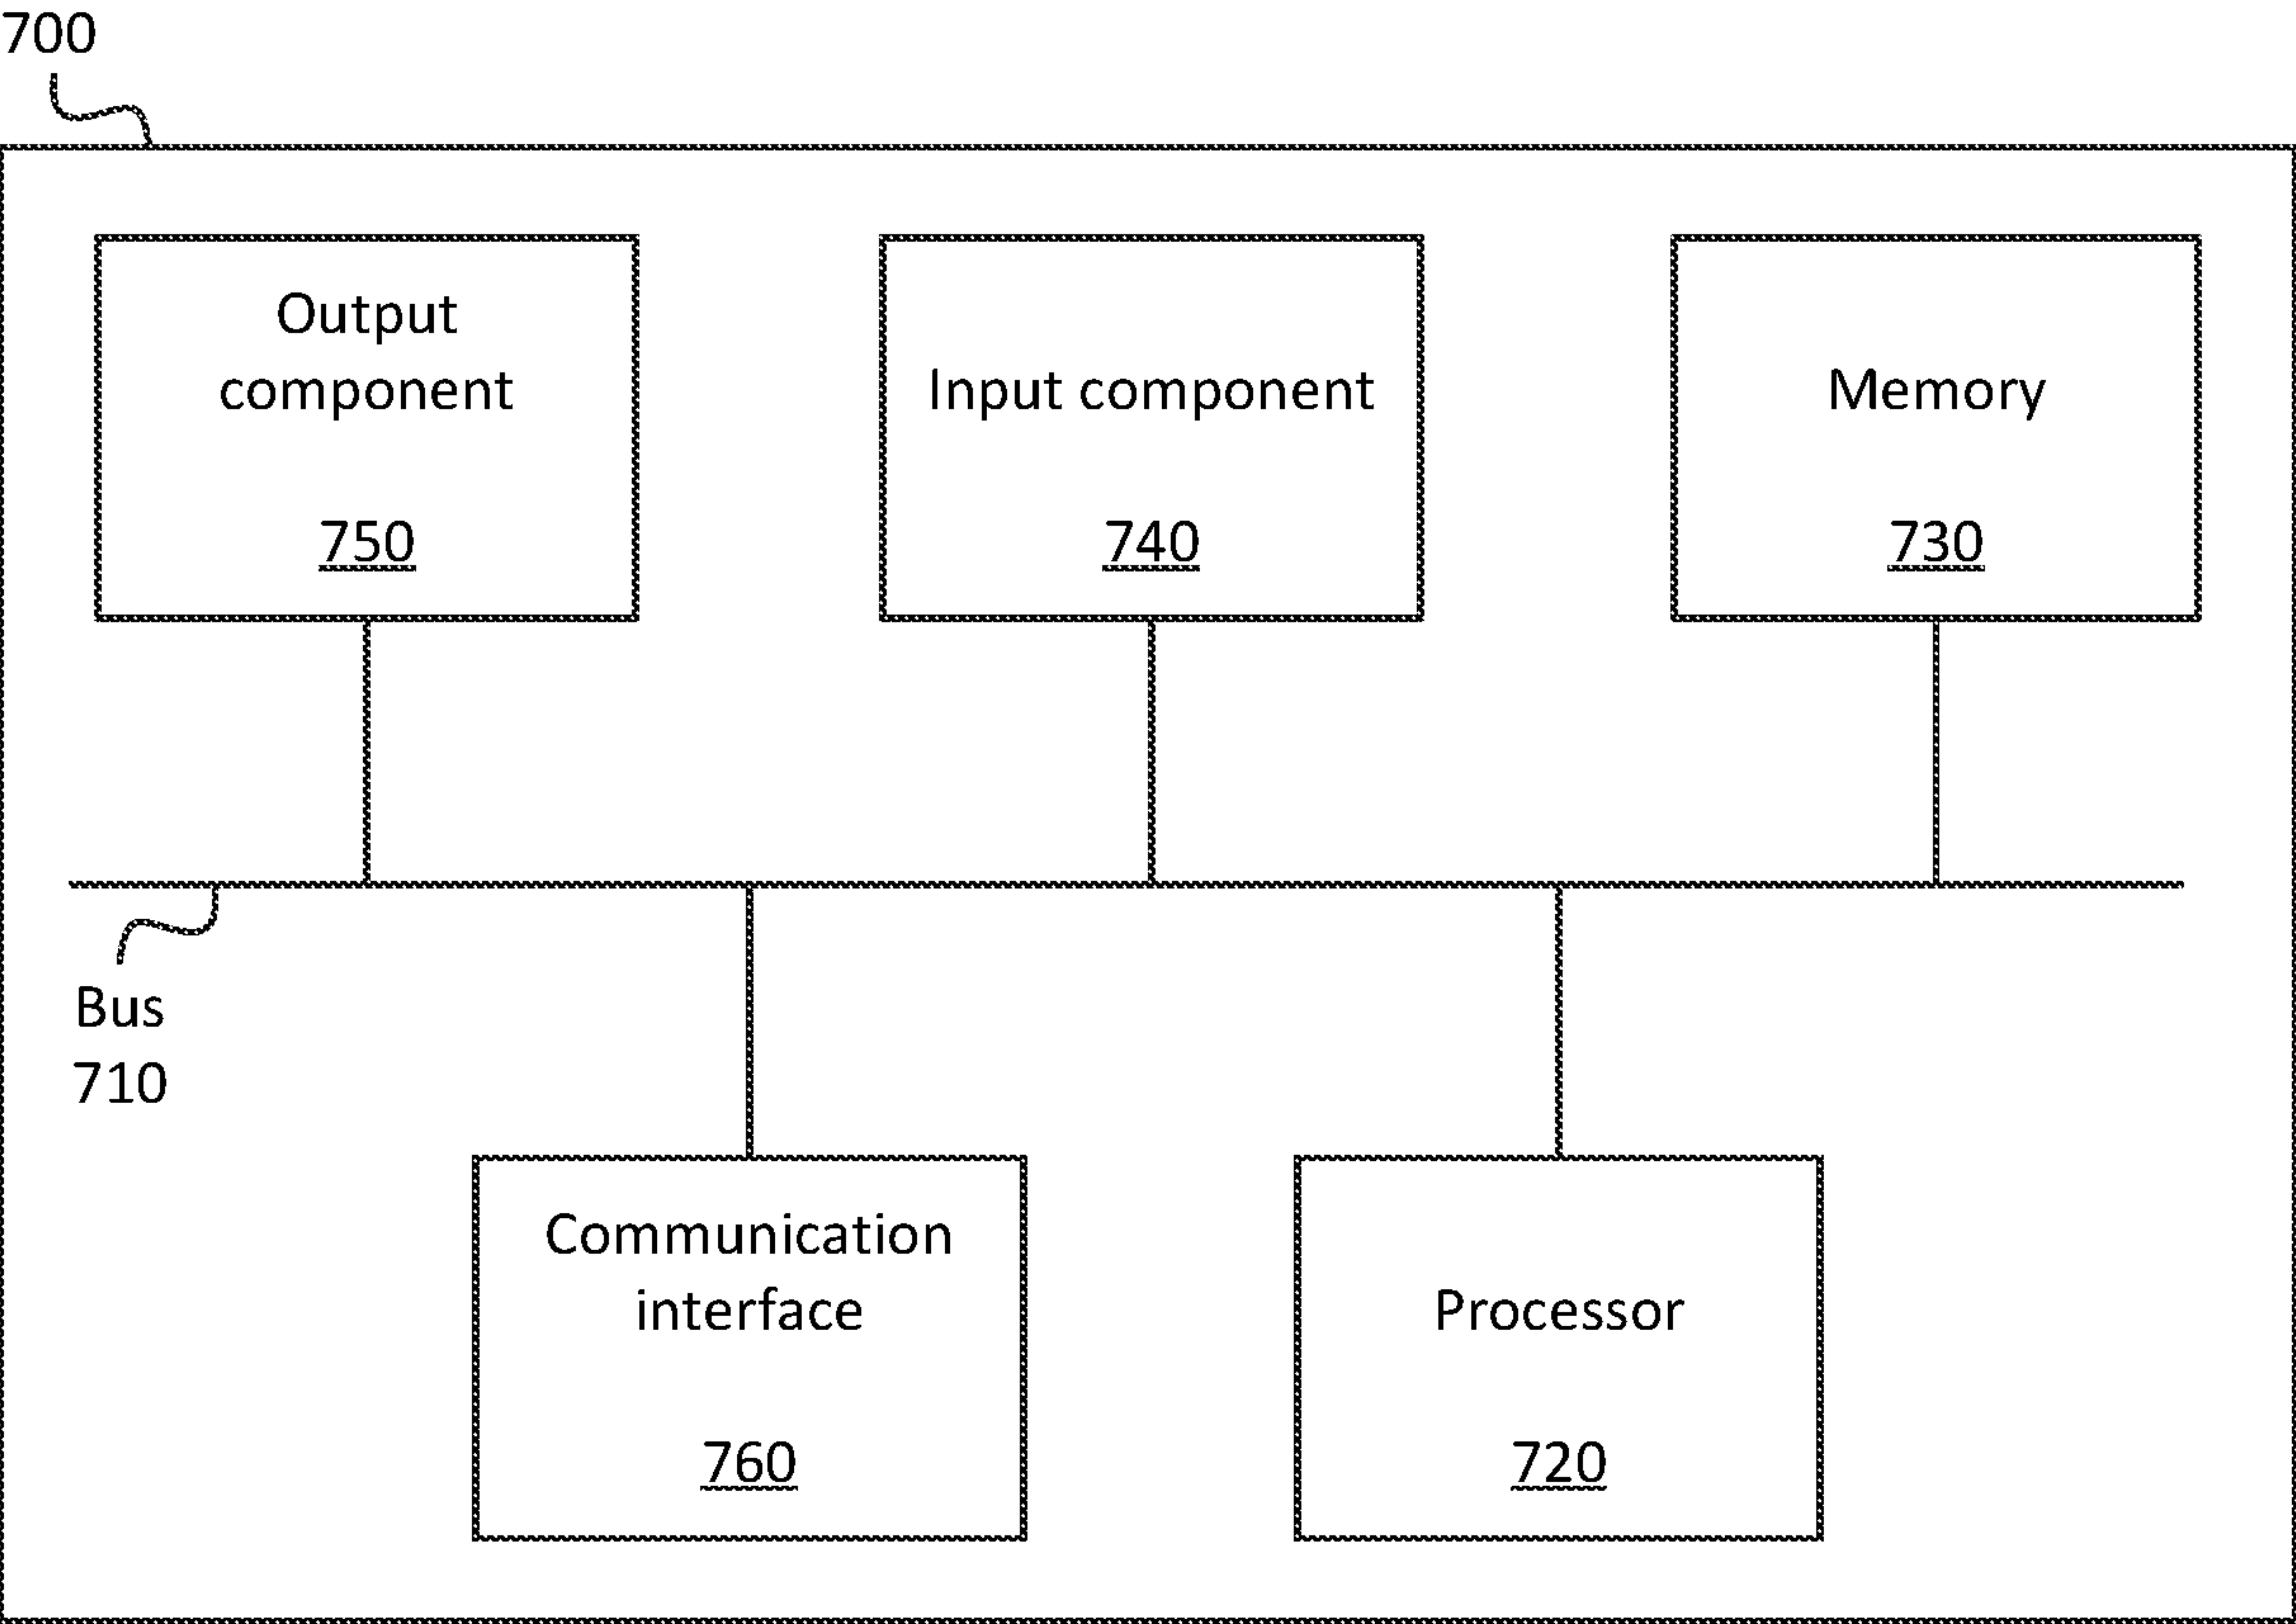 700
Output
component
750
Input component
740
Memory
730
Bus
710
Communication
interface
760
Processor
720